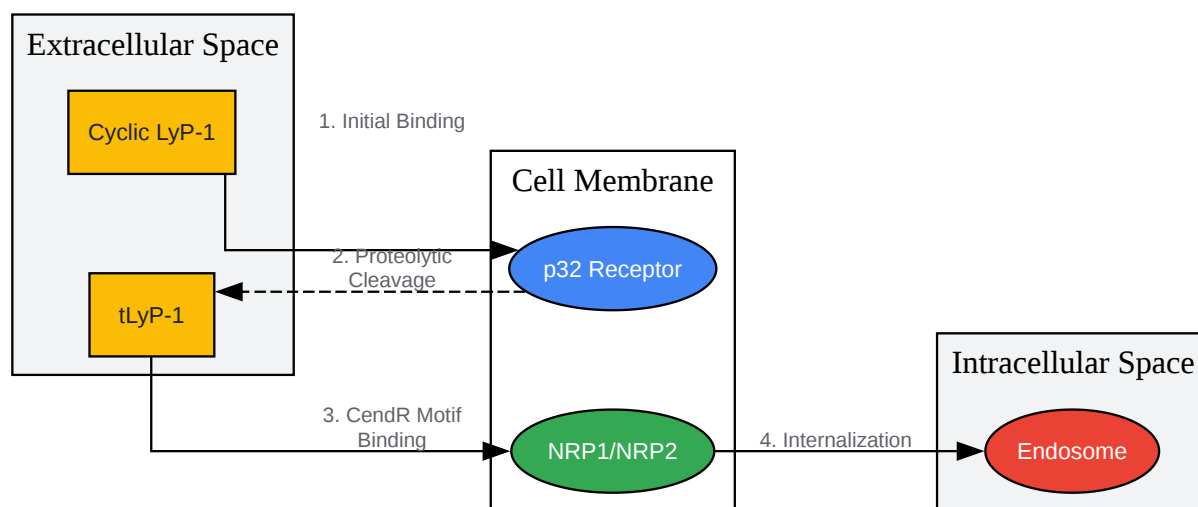 Extracellular Space
Cyclic LyP-1
1. Initial Binding
Cell Membrane
2. Proteolytic
Cleavage
p32 Receptor
tLyP-1
Intracellular Space
3. CendR Motif
Binding
NRP1/NRP2
4. Internalization
Endosome